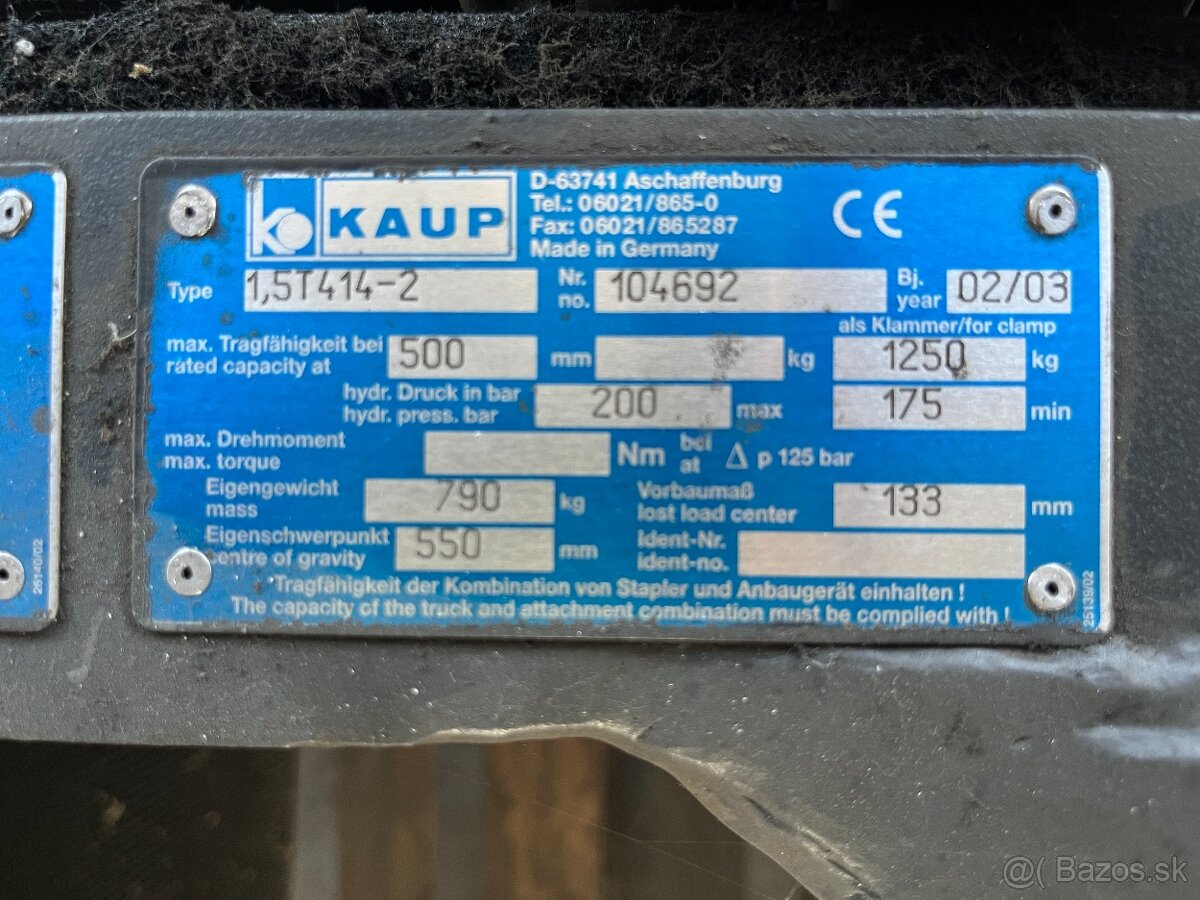 KAUP
D-63741 Aschaffenburg
Tel.: 06021/865-0
Fax: 06021/865287
Made in Germany
CE
Type 1,5T414-2 Nr. no. 104692 Bj. year 02/03
als Klammer/for clamp
max. Tragfähigkeit bei rated capacity at 500 mm kg 1250 kg
hydr. Druck in bar hydr. press. bar 200 max 175 min
max. Drehmoment max. torque Nm bei at Δ p 125 bar
Eigengewicht mass 790 kg Vorbaumaß lost load center 133 mm
Eigenschwerpunkt centre of gravity 550 mm Ident-Nr. ident-no.
Tragfähigkeit der Kombination von Stapler und Anbaugerät einhalten !
The capacity of the truck and attachment combination must be complied with !
25139/02
26140/02
@( Bazos.sk